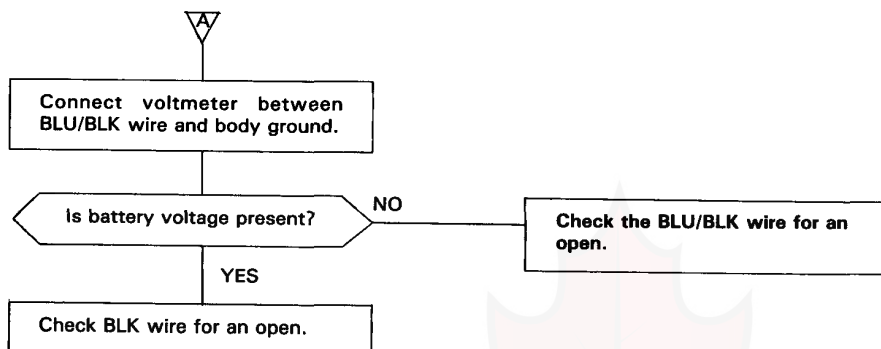 A
Connect voltmeter between
BLU/BLK wire and body ground.
Is battery voltage present?
NO
Check the BLU/BLK wire for an
open.
YES
Check BLK wire for an open.